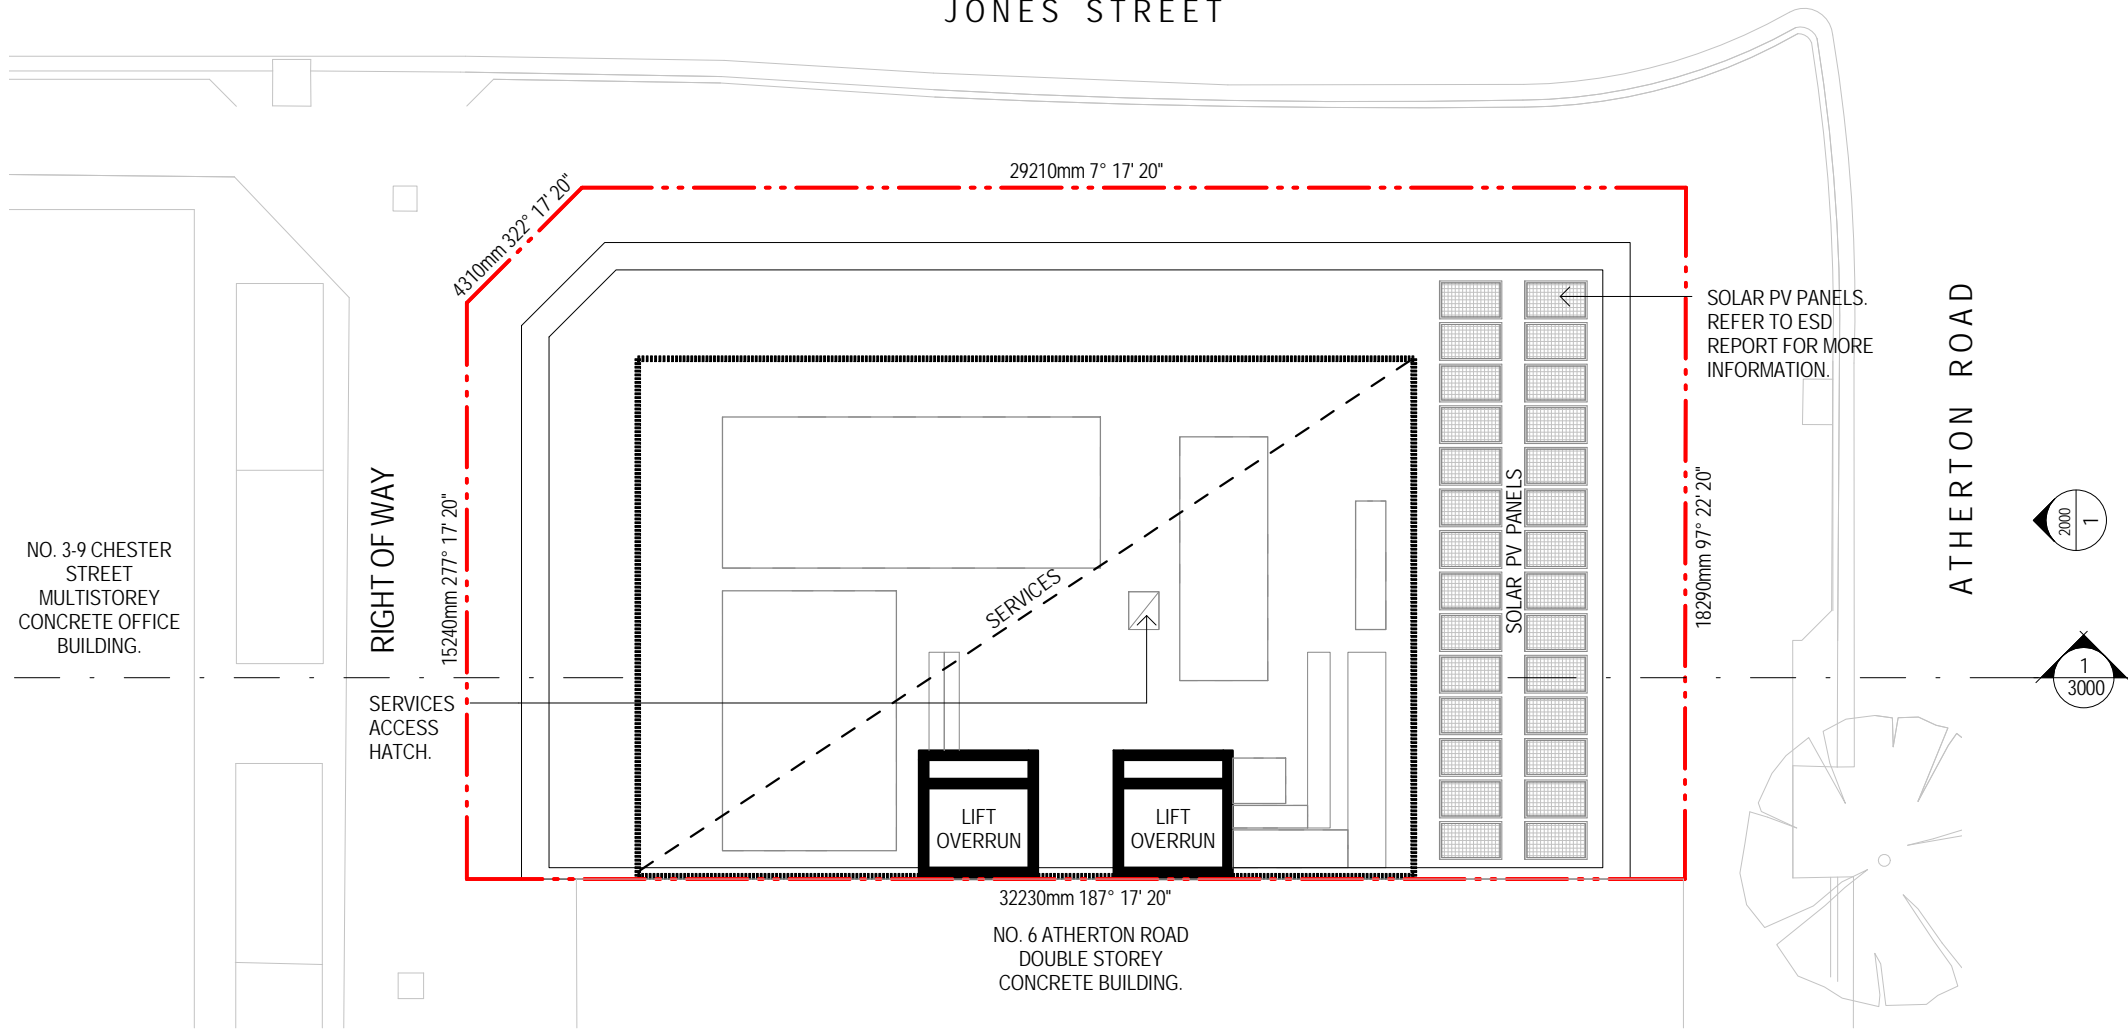 JONES STREET
29210mm 7° 17' 20"
4310mm 322° 17' 20"
SOLAR PV PANELS.
REFER TO ESD
REPORT FOR MORE
INFORMATION.
ATHERTON ROAD
RIGHT OF WAY
15240mm 277° 17' 20"
SOLAR PV PANELS
18290mm 97° 22' 20"
2000
1
NO. 3-9 CHESTER
STREET
MULTISTOREY
CONCRETE OFFICE
BUILDING.
SERVICES
1
3000
SERVICES
ACCESS
HATCH.
LIFT
OVERRUN
LIFT
OVERRUN
32230mm 187° 17' 20"
NO. 6 ATHERTON ROAD
DOUBLE STOREY
CONCRETE BUILDING.